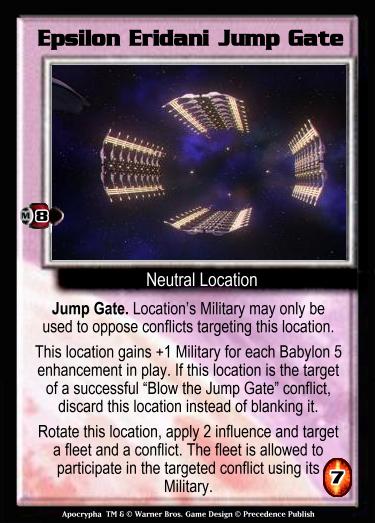 Epsilon Eridani Jump Gate
M 8
Neutral Location
Jump Gate. Location's Military may only be
used to oppose conflicts targeting this location.
This location gains +1 Military for each Babylon 5
enhancement in play. If this location is the target
of a successful “Blow the Jump Gate” conflict,
discard this location instead of blanking it.
Rotate this location, apply 2 influence and target
a fleet and a conflict. The fleet is allowed to
participate in the targeted conflict using its
Military.
7
Apocrypha TM & © Warner Bros. Game Design © Precedence Publish